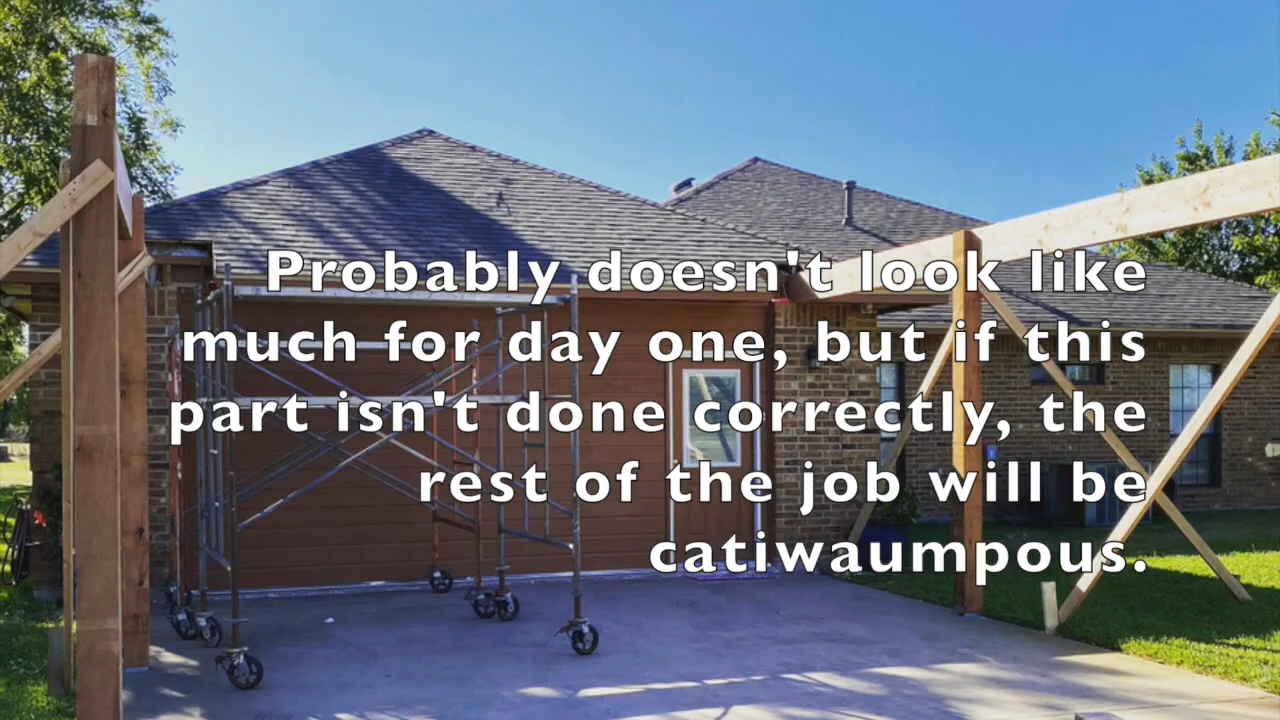 Probably doesn't look like
much for day one, but if this
part isn't done correctly, the
rest of the job will be
catiwaumpous.